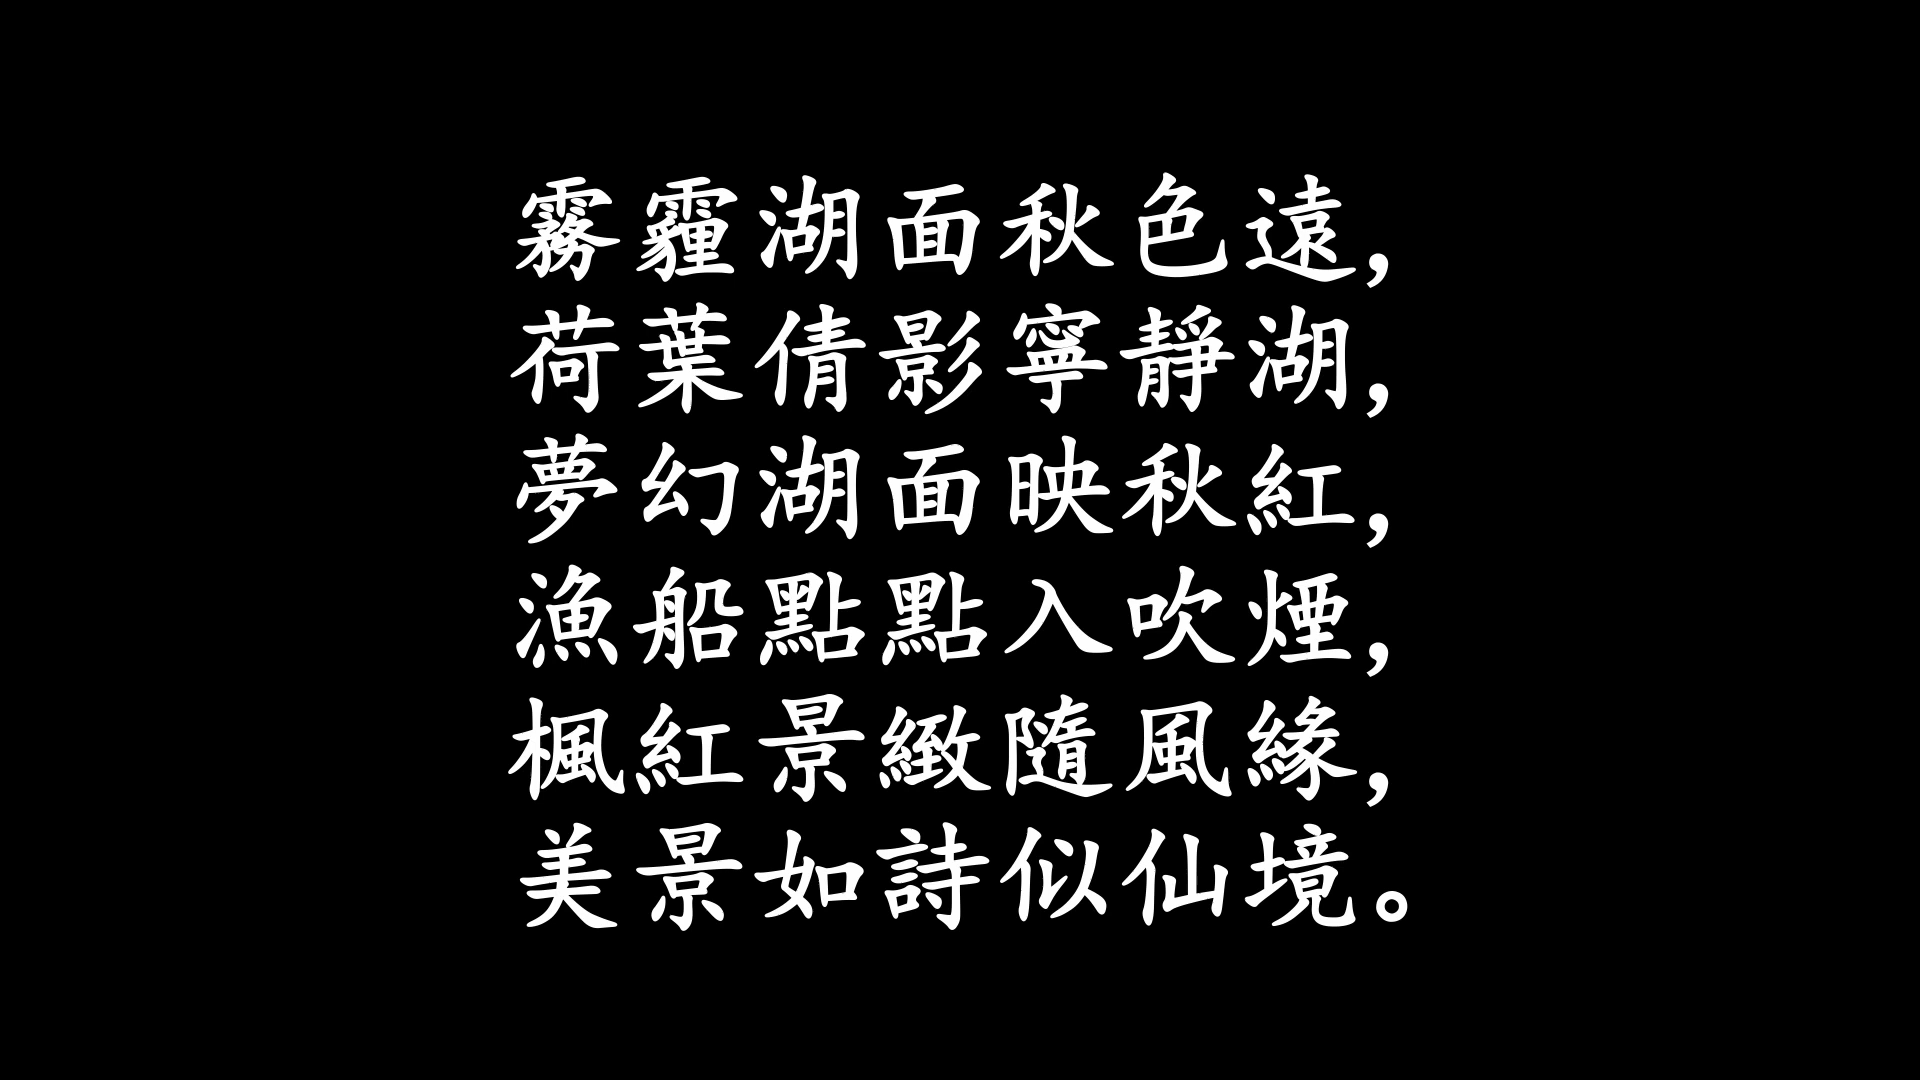 霧霾湖面秋色遠，
荷葉倩影寧靜湖，
夢幻湖面映秋紅，
漁船點點入吹煙，
楓紅景緻隨風緣，
美景如詩似仙境。